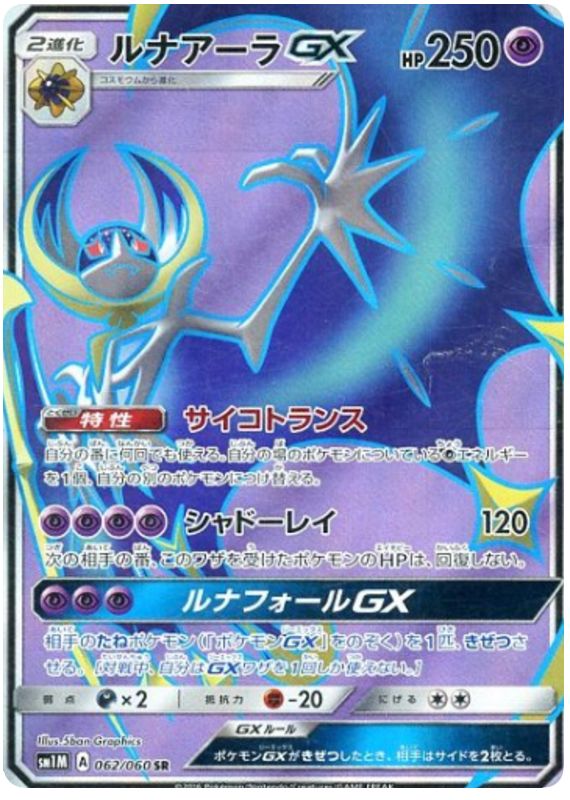 2進化
ルナアーラGX
HP250
コスモウムから進化
特性
サイコトランス
自分の番に何回でも使える。自分の場のポケモンについている超エネルギー
を1個、自分の別のポケモンにつけ替える。
シャドーレイ 120
次の相手の番、このワザを受けたポケモンのHPは、回復しない。
ルナフォールGX
相手のたねポケモン(「ポケモンGX」をのぞく)を1匹、きぜつさ
せる。[対戦中、自分はGXワザを1回しか使えない。]
弱点 ×2 抵抗力 -20 にげる
Illus.5ban Graphics
GXルール
ポケモンGXがきぜつしたとき、相手はサイドを2枚とる。
sm1M A 062/060 SR